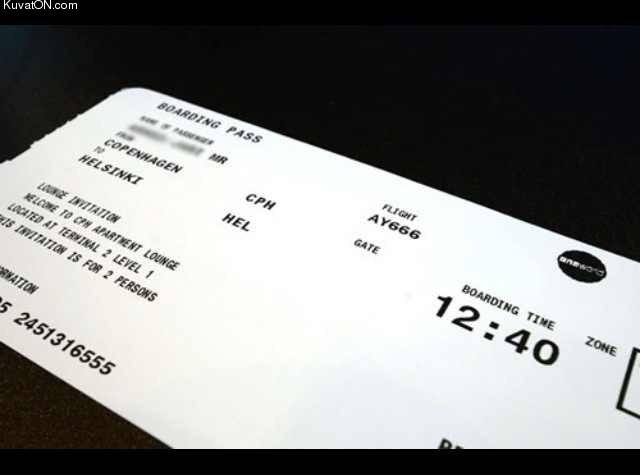 KuvatON.com
BOARDING PASS
NAME OF PASSENGER
MR
FROM
COPENHAGEN CPH
TO
HELSINKI HEL
FLIGHT
AY666
GATE
oneworld
LOUNGE INVITATION
WELCOME TO CPH APARTMENT LOUNGE
LOCATED AT TERMINAL 2 LEVEL 1
THIS INVITATION IS FOR 2 PERSONS
BOARDING TIME
12:40
ZONE
ORMATION
5 2451316555